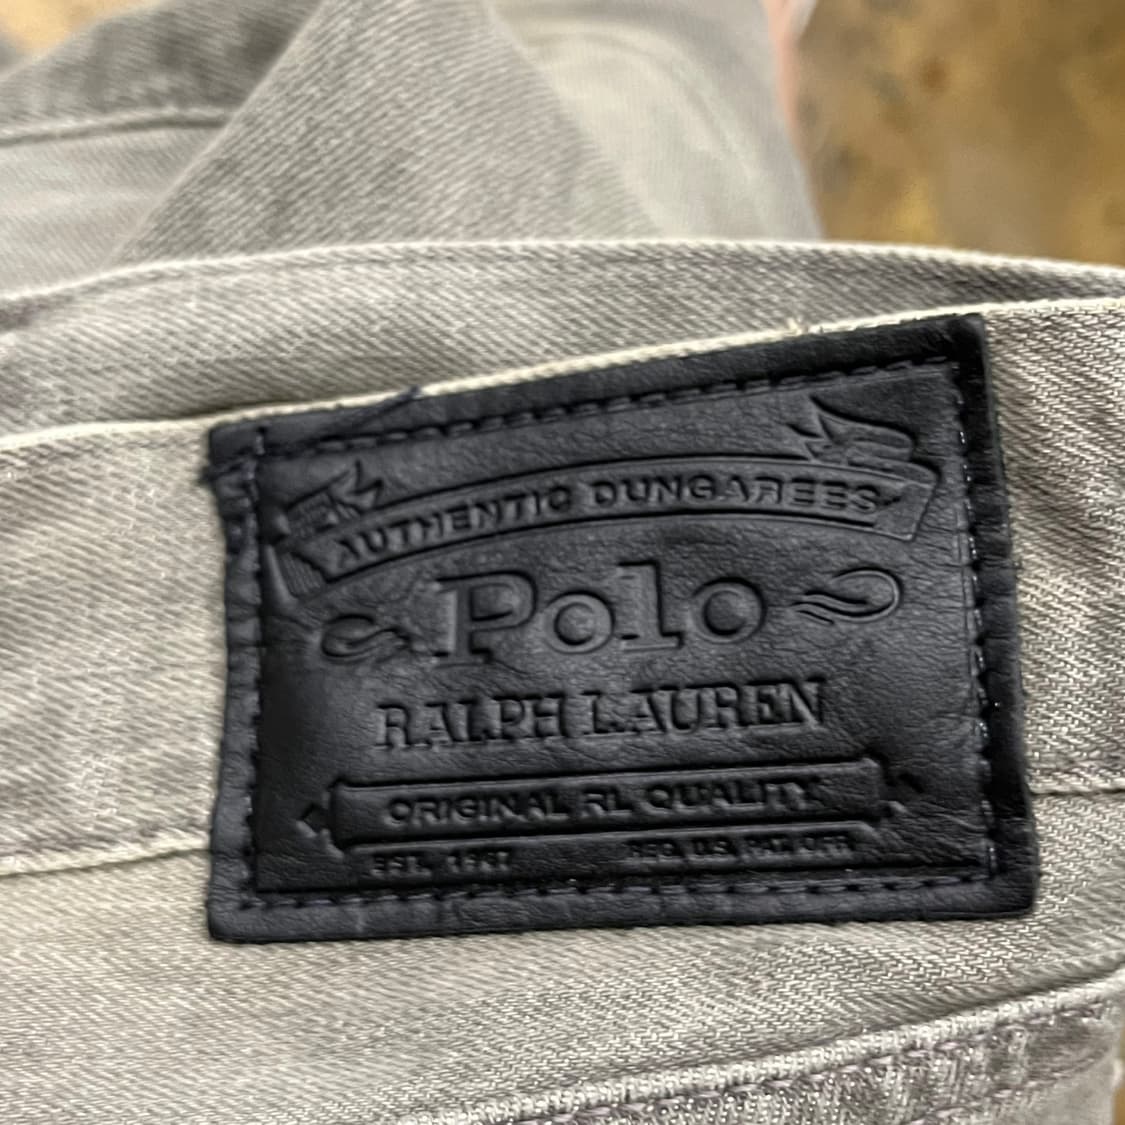 AUTHENTIC DUNGAREES
Polo
RALPH LAUREN
ORIGINAL RL QUALITY
EST. 1967 REG. U.S. PAT. OFF.